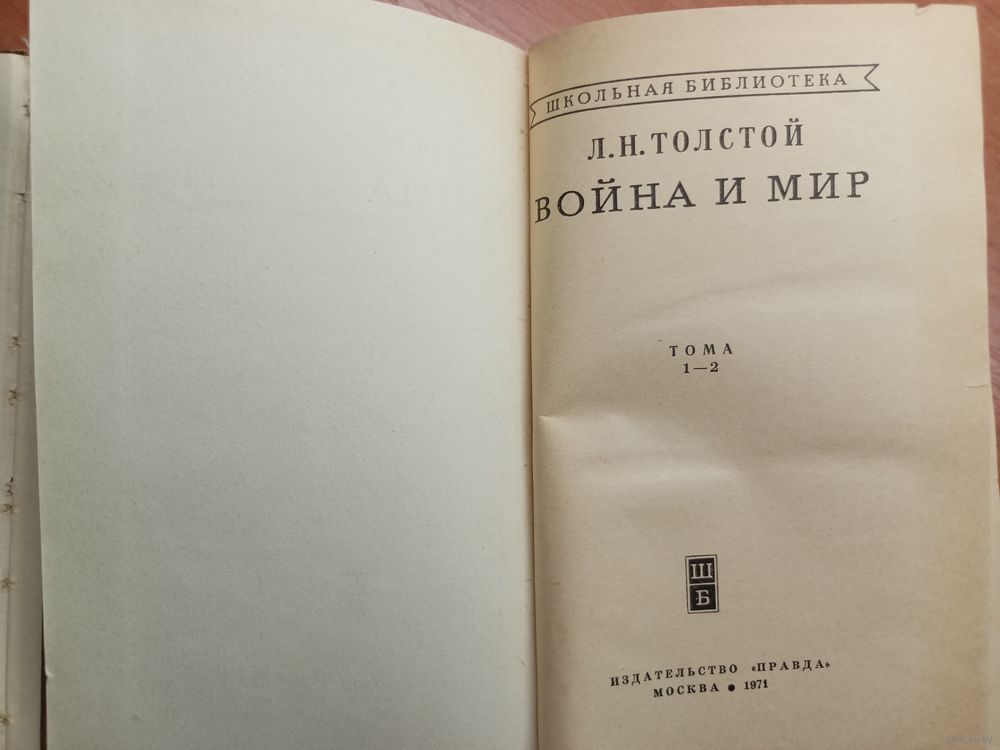 ШКОЛЬНАЯ БИБЛИОТЕКА
Л.Н.ТОЛСТОЙ
ВОЙНА И МИР
ТОМА
1—2
Ш
Б
ИЗДАТЕЛЬСТВО «ПРАВДА»
МОСКВА ● 1971